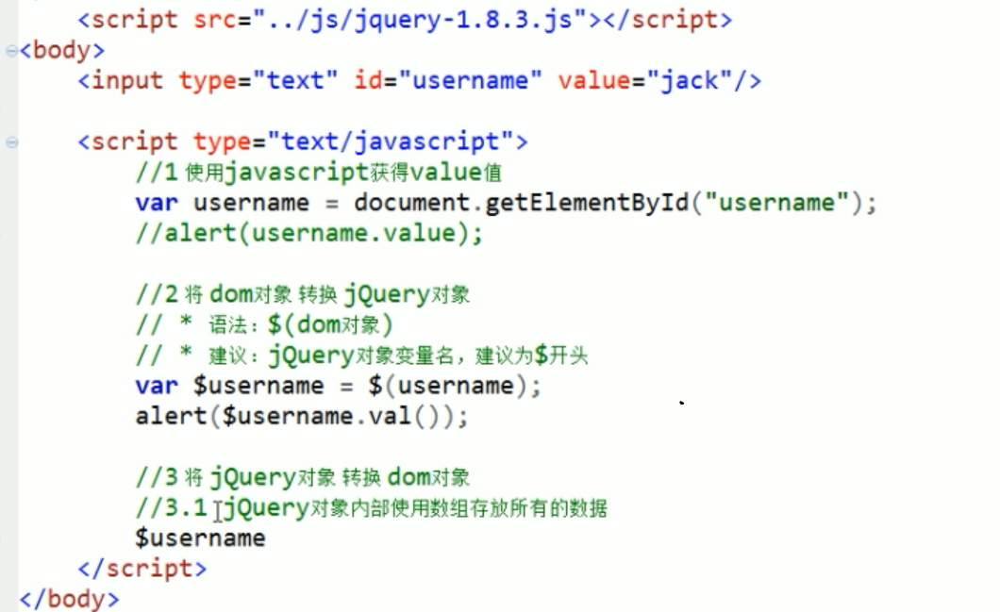 <script src="../js/jquery-1.8.3.js"></script>
<body>
<input type="text" id="username" value="jack"/>
<script type="text/javascript">
//1 使用javascript获得value值
var username = document.getElementById("username");
//alert(username.value);
//2 将 dom对象 转换 jQuery对象
// * 语法：$(dom对象)
// * 建议：jQuery对象变量名，建议为$开头
var $username = $(username);
alert($username.val());
//3 将 jQuery对象 转换 dom对象
//3.1 jQuery对象内部使用数组存放所有的数据
$username
</script>
</body>